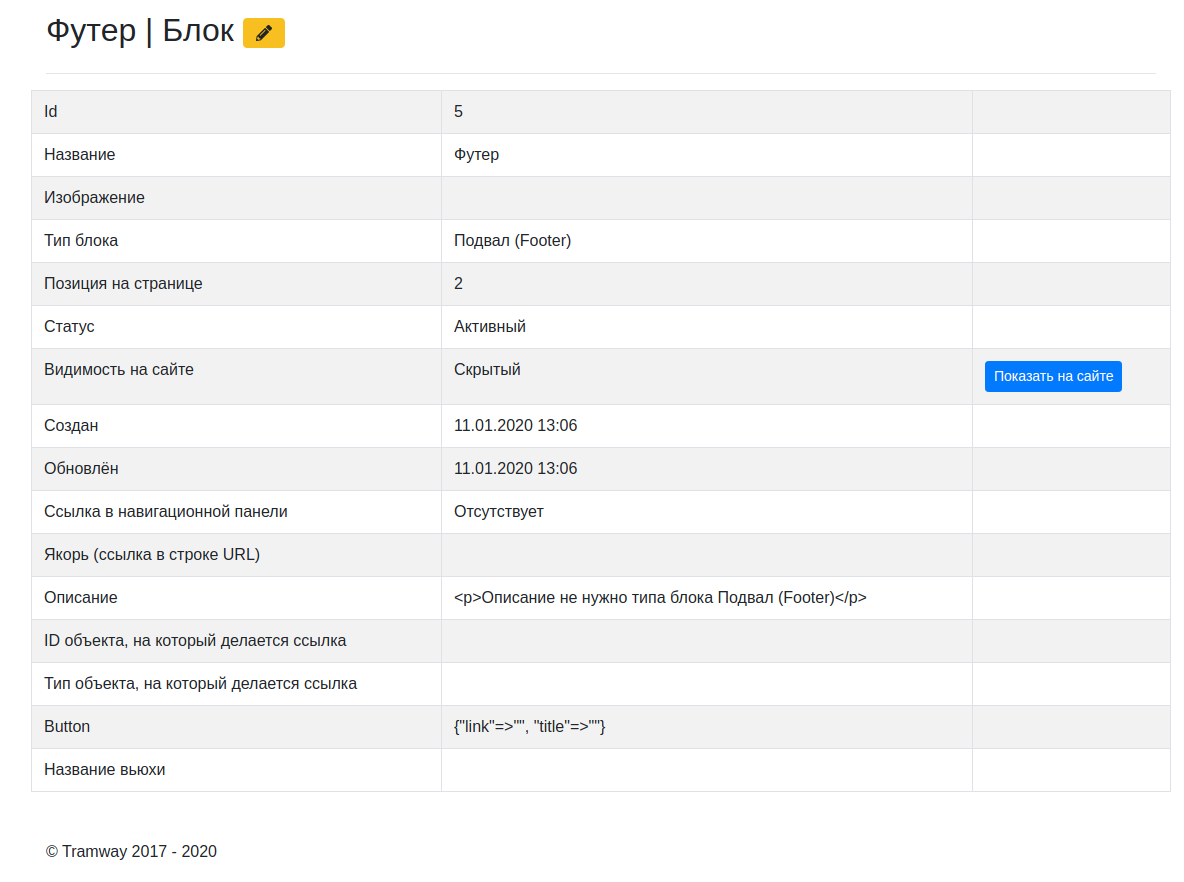 Футер | Блок
Id 5
Название Футер
Изображение
Тип блока Подвал (Footer)
Позиция на странице 2
Статус Активный
Видимость на сайте Скрытый Показать на сайте
Создан 11.01.2020 13:06
Обновлён 11.01.2020 13:06
Ссылка в навигационной панели Отсутствует
Якорь (ссылка в строке URL)
Описание <p>Описание не нужно типа блока Подвал (Footer)</p>
ID объекта, на который делается ссылка
Тип объекта, на который делается ссылка
Button {"link"=>"", "title"=>""}
Название вьюхи
© Tramway 2017 - 2020